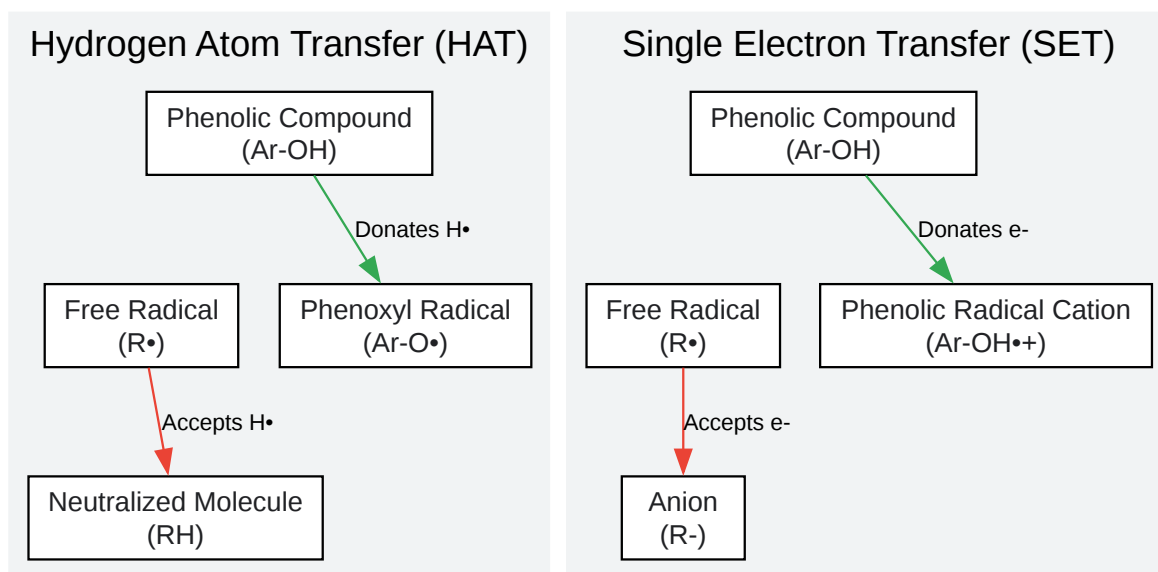 Hydrogen Atom Transfer (HAT)
Phenolic Compound
(Ar-OH)
Donates H•
Free Radical
(R•)
Phenoxyl Radical
(Ar-O•)
Accepts H•
Neutralized Molecule
(RH)
Single Electron Transfer (SET)
Phenolic Compound
(Ar-OH)
Donates e-
Free Radical
(R•)
Phenolic Radical Cation
(Ar-OH•+)
Accepts e-
Anion
(R-)